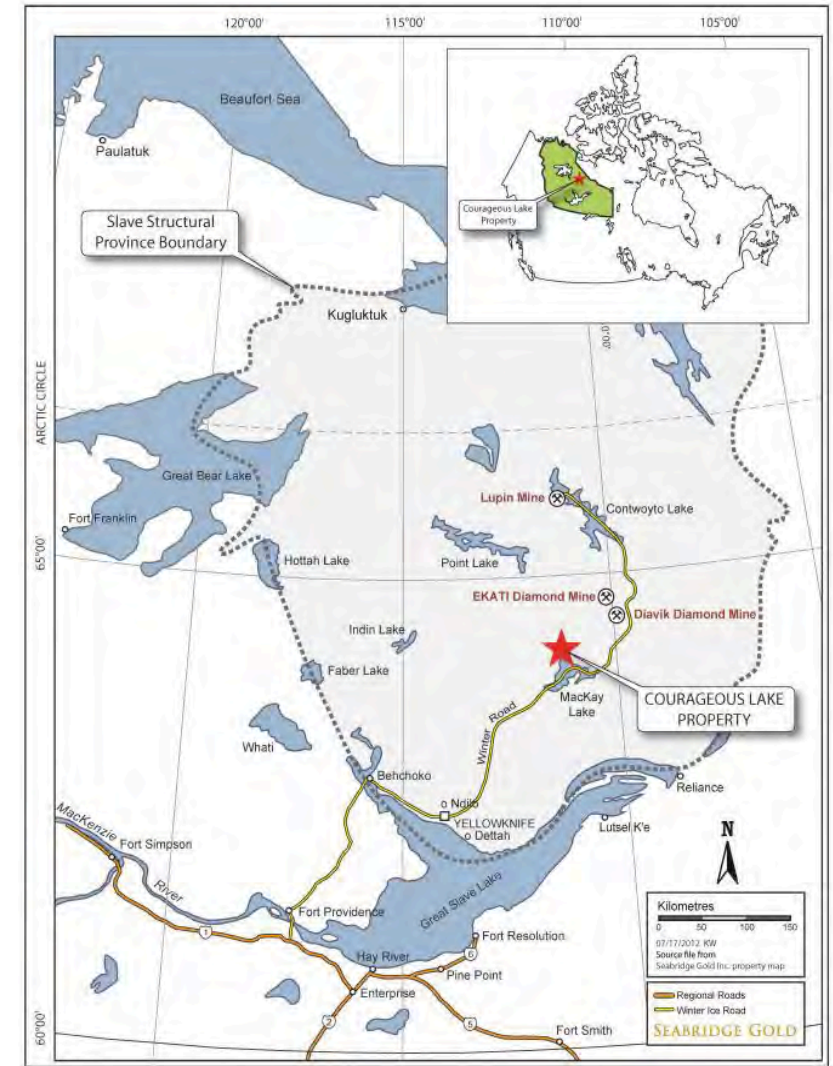 120°00'
115°00'
110°00'
105°00'
Beaufort Sea
Paulatuk
Courageous Lake
Property
Slave Structural
Province Boundary
Kugluktuk
ARCTIC CIRCLE
Great Bear Lake
Fort Franklin
Lupin Mine
Contwoyto Lake
65°00'
Hottah Lake
Point Lake
EKATI Diamond Mine
Diavik Diamond Mine
Indin Lake
Faber Lake
MacKay
Lake
COURAGEOUS LAKE
PROPERTY
Whati
Winter Road
Behchoko
Reliance
Ndilo
YELLOWKNIFE
Dettah
Lutsel K'e
N
MacKenzie
River
Fort Simpson
Great Slave Lake
Fort Providence
1
Fort Resolution
6
Hay River
Pine Point
Enterprise
2
5
Fort Smith
60°00'
Kilometres
0 50 100 150
07/17/2012 KW
Source file from
Seabridge Gold Inc. property map
Regional Roads
Winter Ice Road
SEABRIDGE GOLD